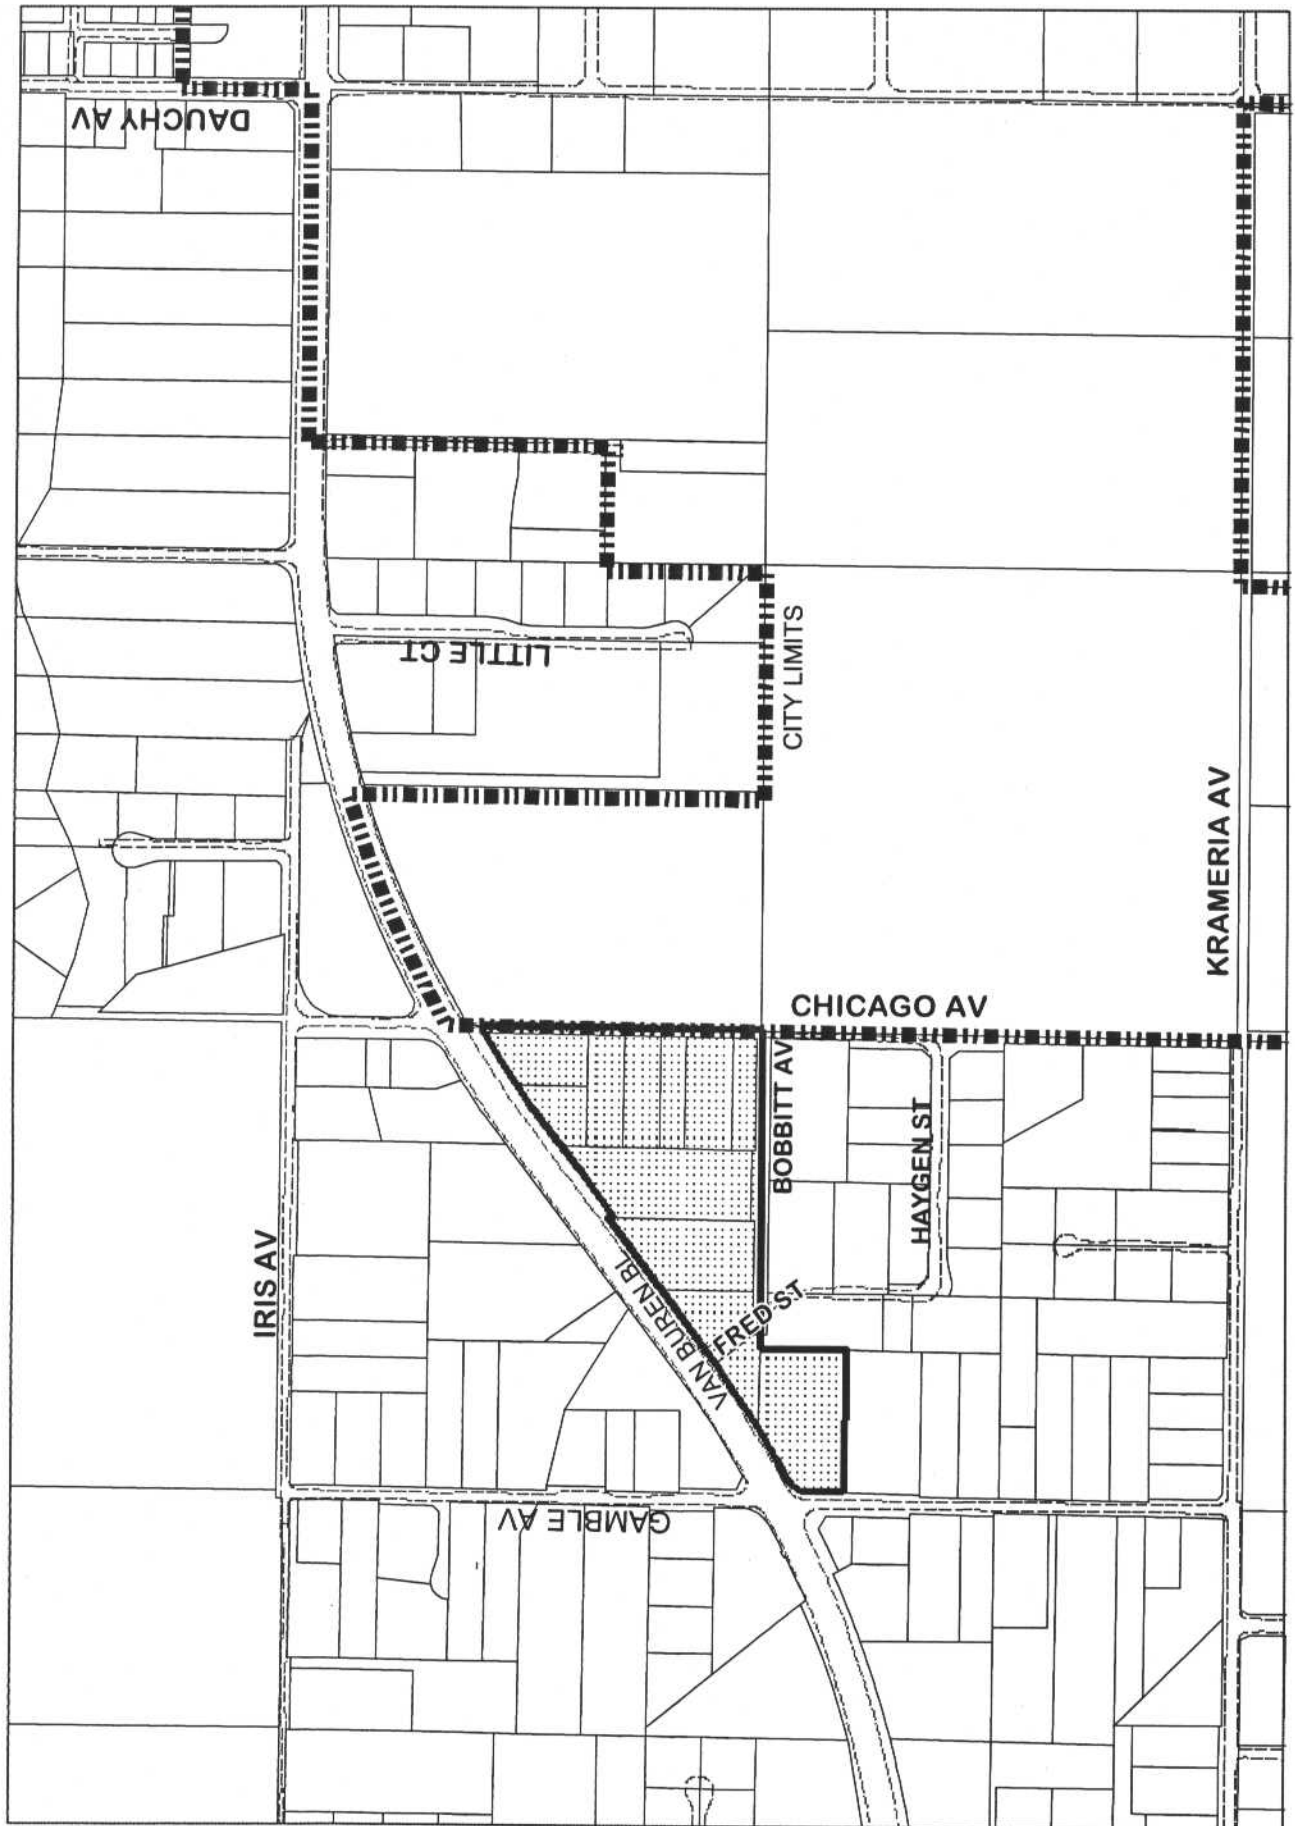 DAUCHY AV
LITTLE CT
CITY LIMITS
KRAMERIA AV
CHICAGO AV
BOBBITT AV
HAYGEN ST
IRIS AV
VAN BUREN BL
FRED ST
GAMBLE AV